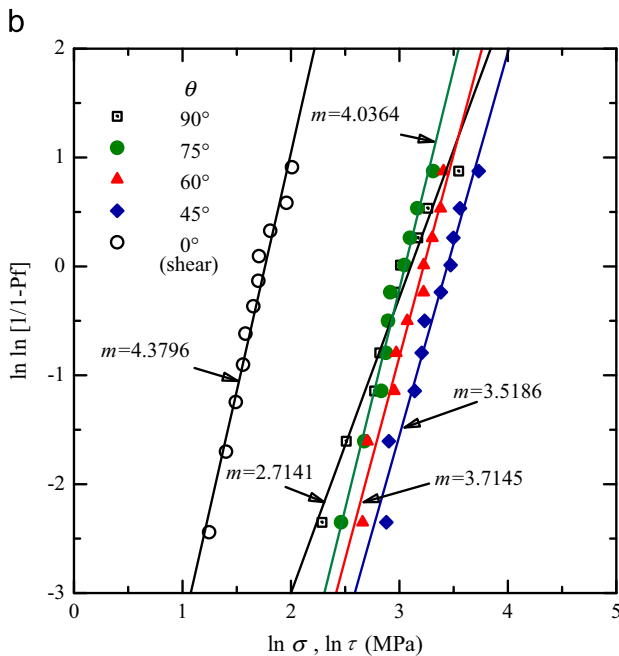 b
2
1
0
-1
-2
-3
ln ln [1/1-Pf]
θ
90°
75°
60°
45°
0°
(shear)
m=4.0364
m=4.3796
m=3.5186
m=2.7141
m=3.7145
0
1
2
3
4
5
ln σ , ln τ (MPa)